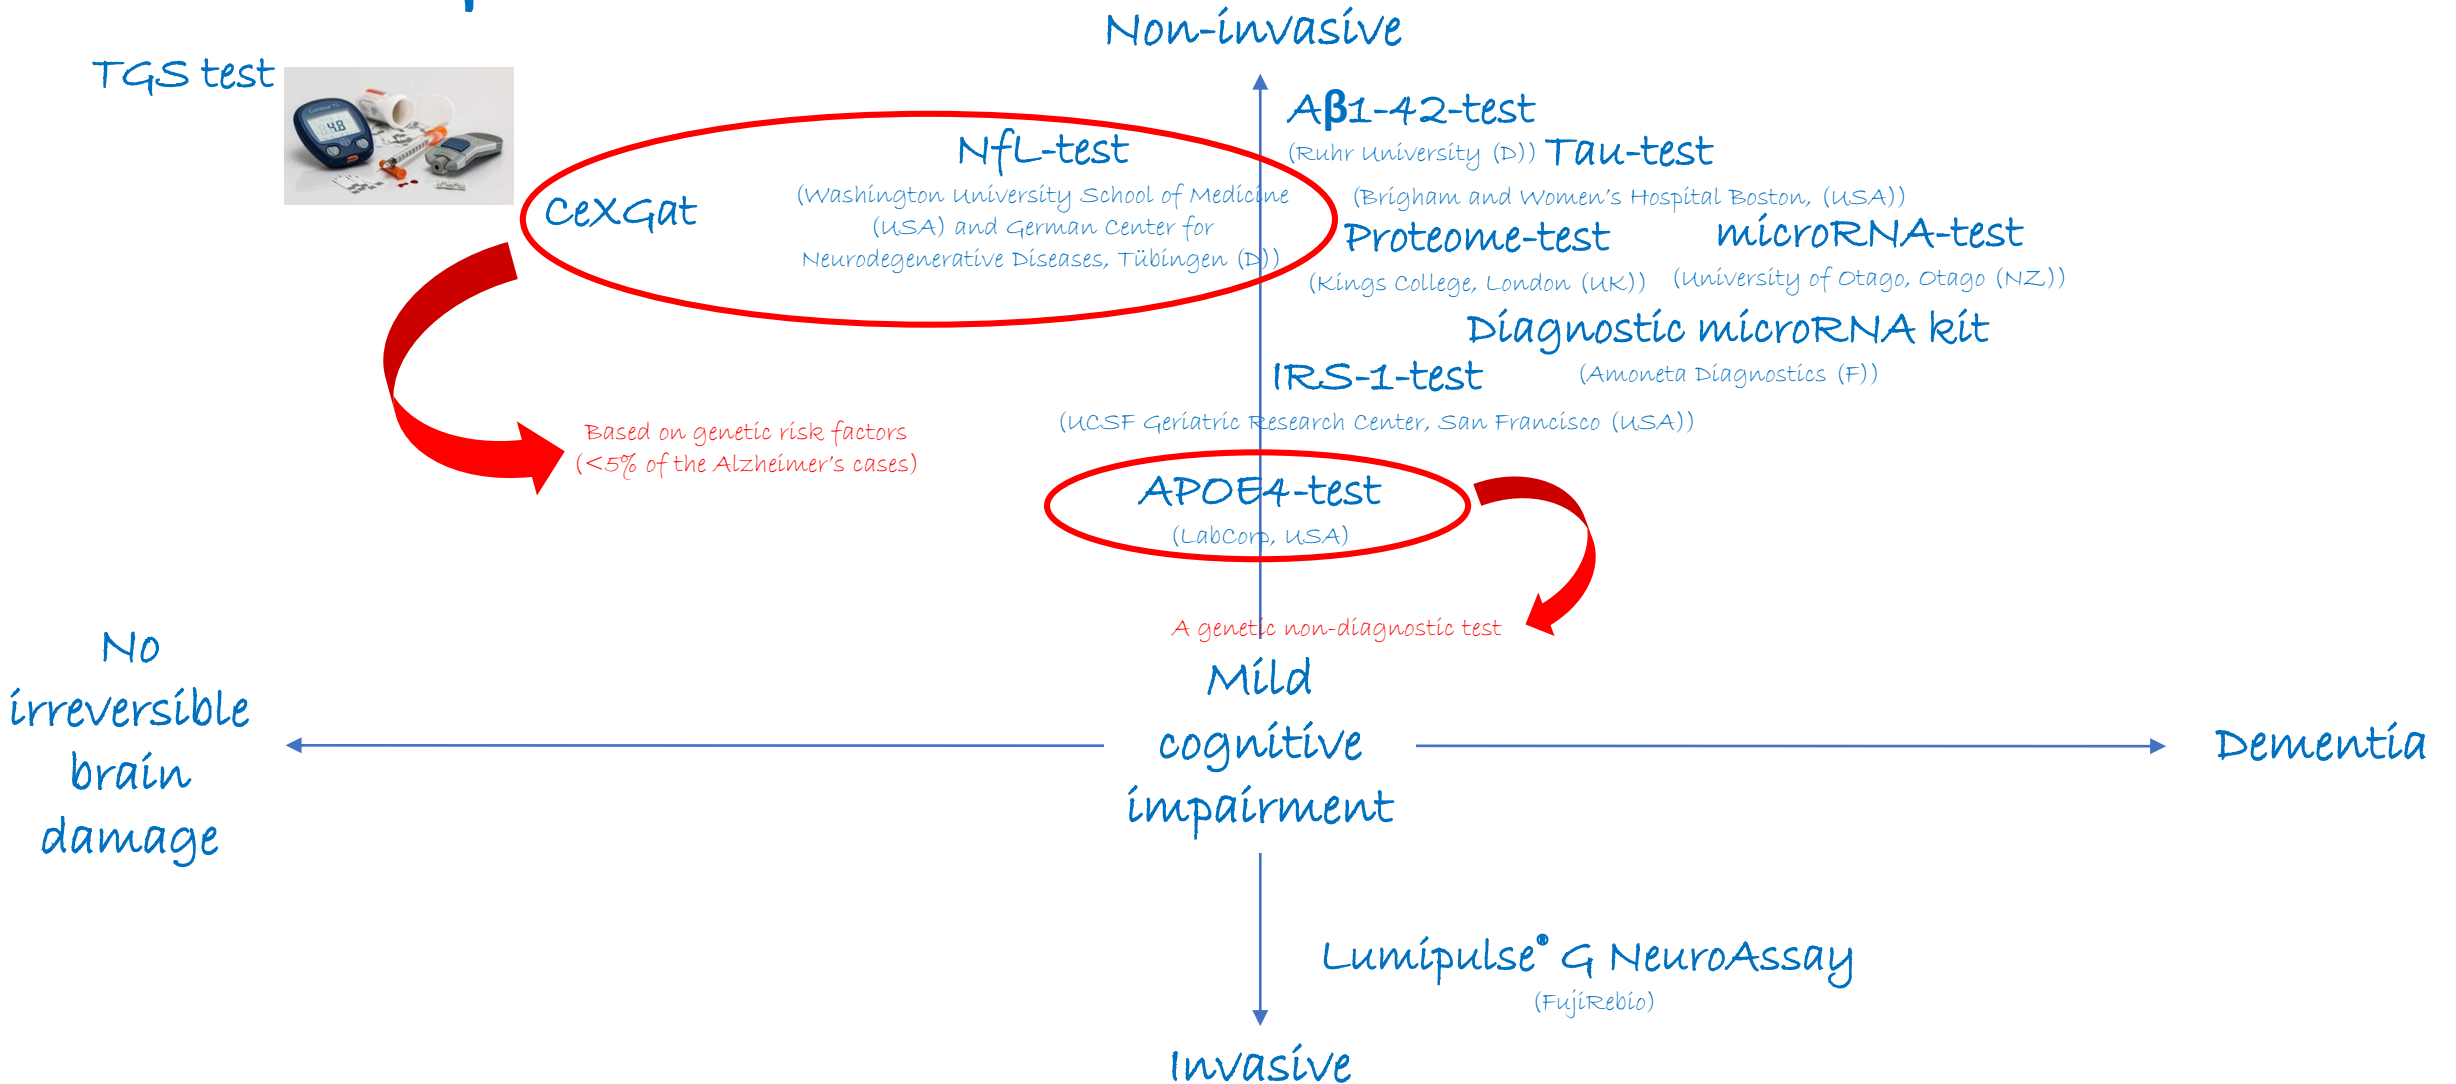 Non-invasive
TGS test
Aβ1-42-test
(Ruhr University (D))
Tau-test
(Brigham and Women's Hospital Boston, (USA))
NfL-test
(Washington University School of Medicine
(USA) and German Center for
Neurodegenerative Diseases, Tübingen (D))
CeXGat
Proteome-test
(Kings College, London (UK))
microRNA-test
(University of Otago, Otago (NZ))
Diagnostic microRNA kit
(Amoneta Diagnostics (F))
IRS-1-test
(UCSF Geriatric Research Center, San Francisco (USA))
Based on genetic risk factors
(<5% of the Alzheimer's cases)
APOE4-test
(LabCorp, USA)
A genetic non-diagnostic test
No
irreversible
brain
damage
Mild
cognitive
impairment
Dementia
Lumipulse® G NeuroAssay
(FujiRebio)
Invasive